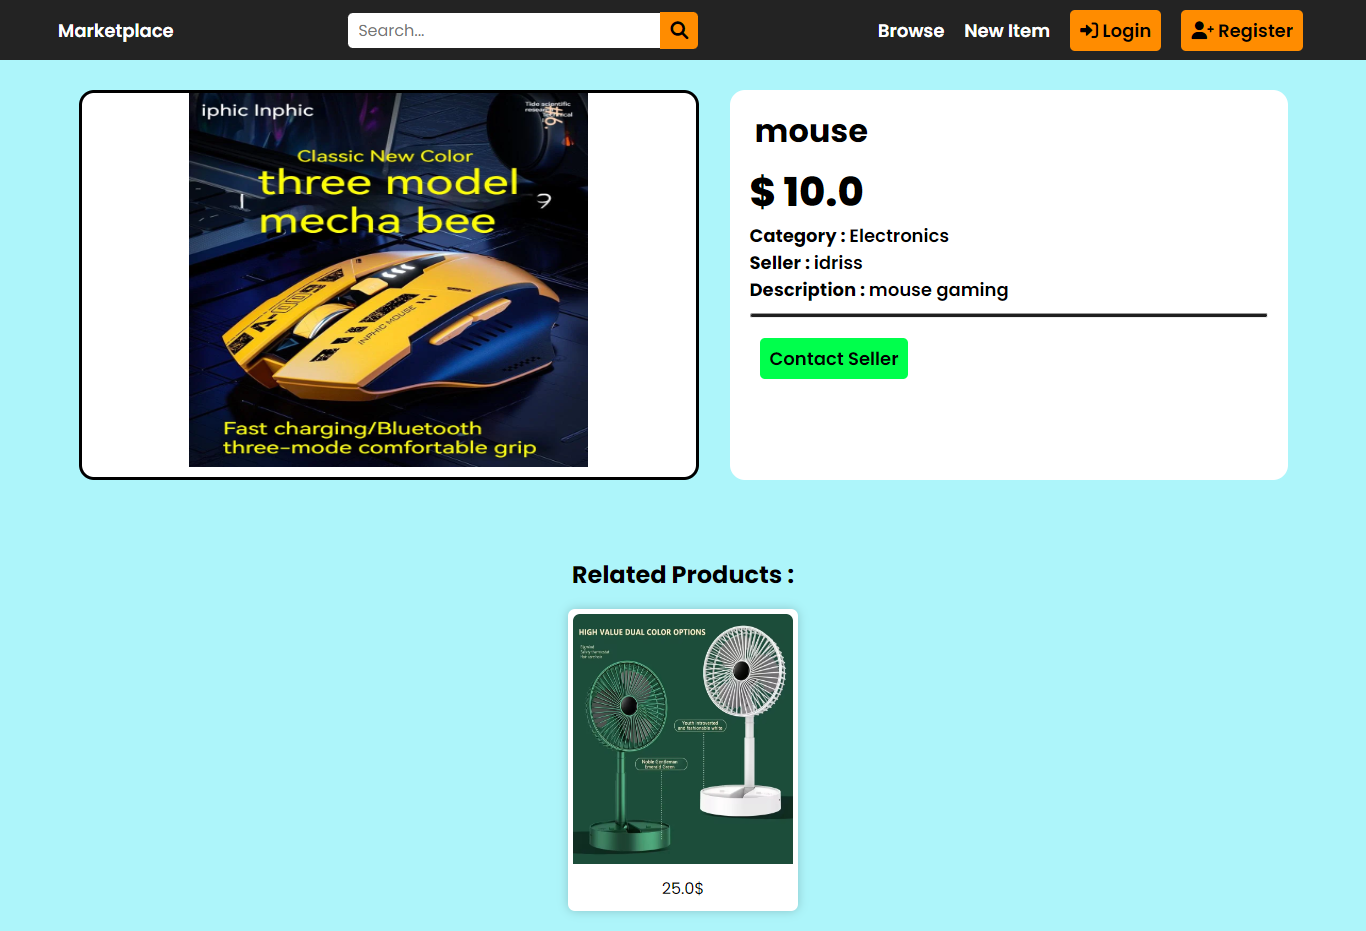 Marketplace
Search...
Browse
New Item
Login
Register
iphic Inphic
Tide scientific
Classic New Color
three model
mecha bee
A-009
INPHIC MOUSE
Fast charging/Bluetooth
three-mode comfortable grip
mouse
$ 10.0
Category : Electronics
Seller : idriss
Description : mouse gaming
Contact Seller
Related Products :
HIGH VALUE DUAL COLOR OPTIONS
Youth Introverted
and fashionable white
Noble Gentleman
Emerald Green
25.0$